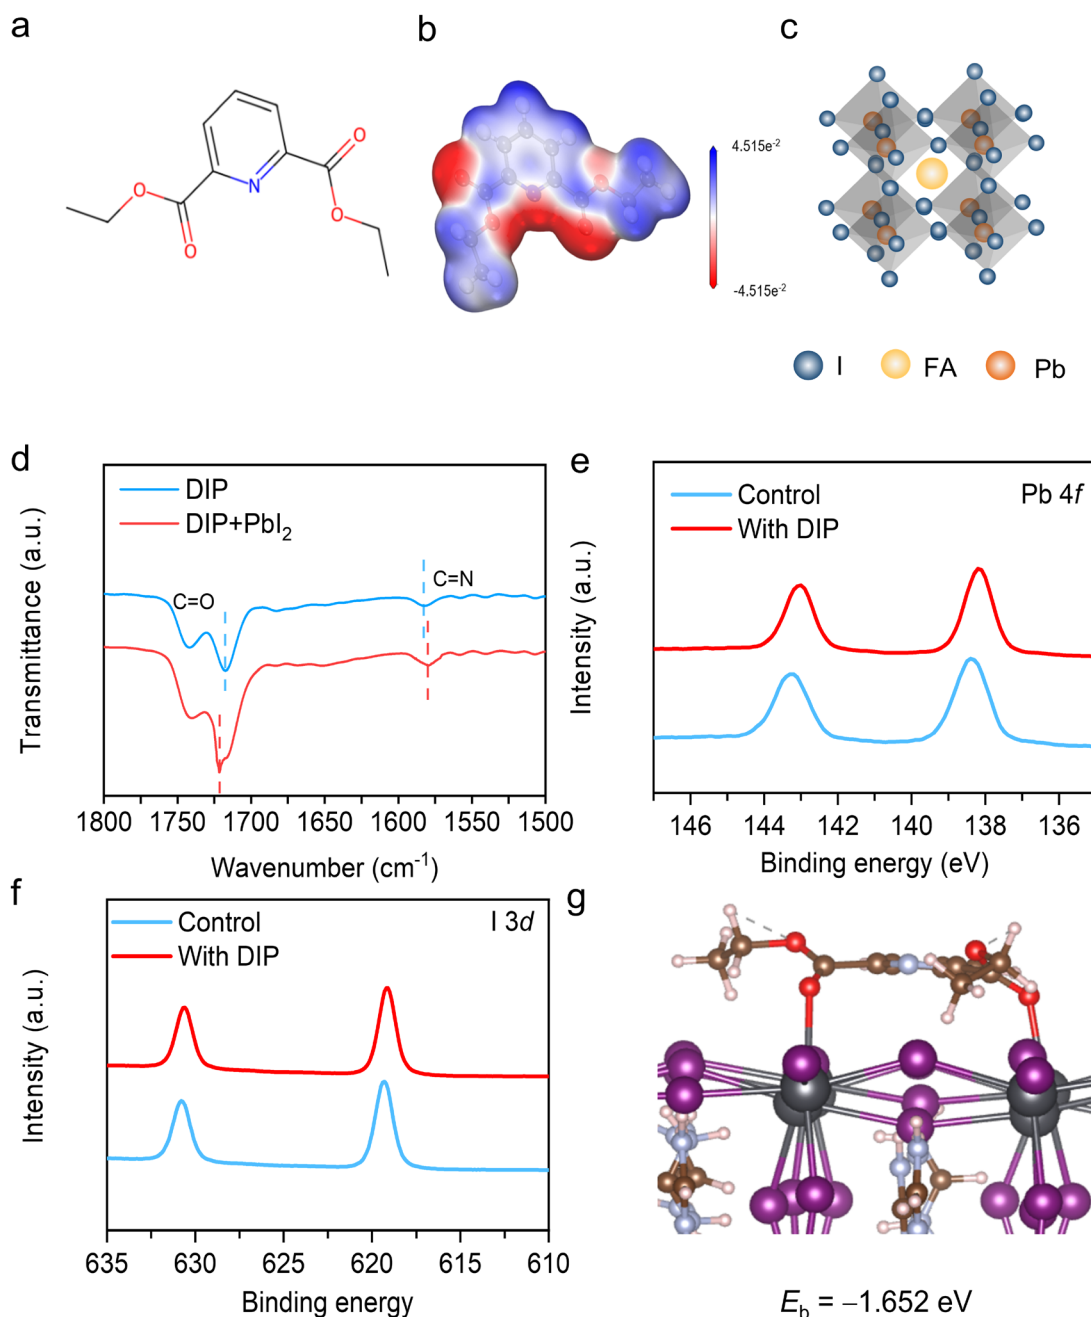 a
b
c
O
O
N
O
O
4.515e⁻²
-4.515e⁻²
I
FA
Pb
d
DIP
DIP+PbI₂
C=O
C=N
Transmittance (a.u.)
1800 1750 1700 1650 1600 1550 1500
Wavenumber (cm⁻¹)
e
Control
With DIP
Pb 4f
Intensity (a.u.)
146 144 142 140 138 136
Binding energy (eV)
f
Control
With DIP
I 3d
Intensity (a.u.)
635 630 625 620 615 610
Binding energy
g
E_b = −1.652 eV